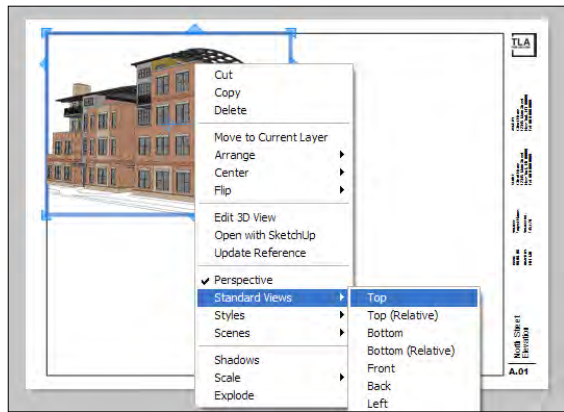 TLA
Cut
Copy
Delete
Move to Current Layer
Arrange
Center
Flip
Edit 3D View
Open with SketchUp
Update Reference
Perspective
Standard Views
Styles
Scenes
Shadows
Scale
Explode
Top
Top (Relative)
Bottom
Bottom (Relative)
Front
Back
Left
North Street
Elevation
A.01